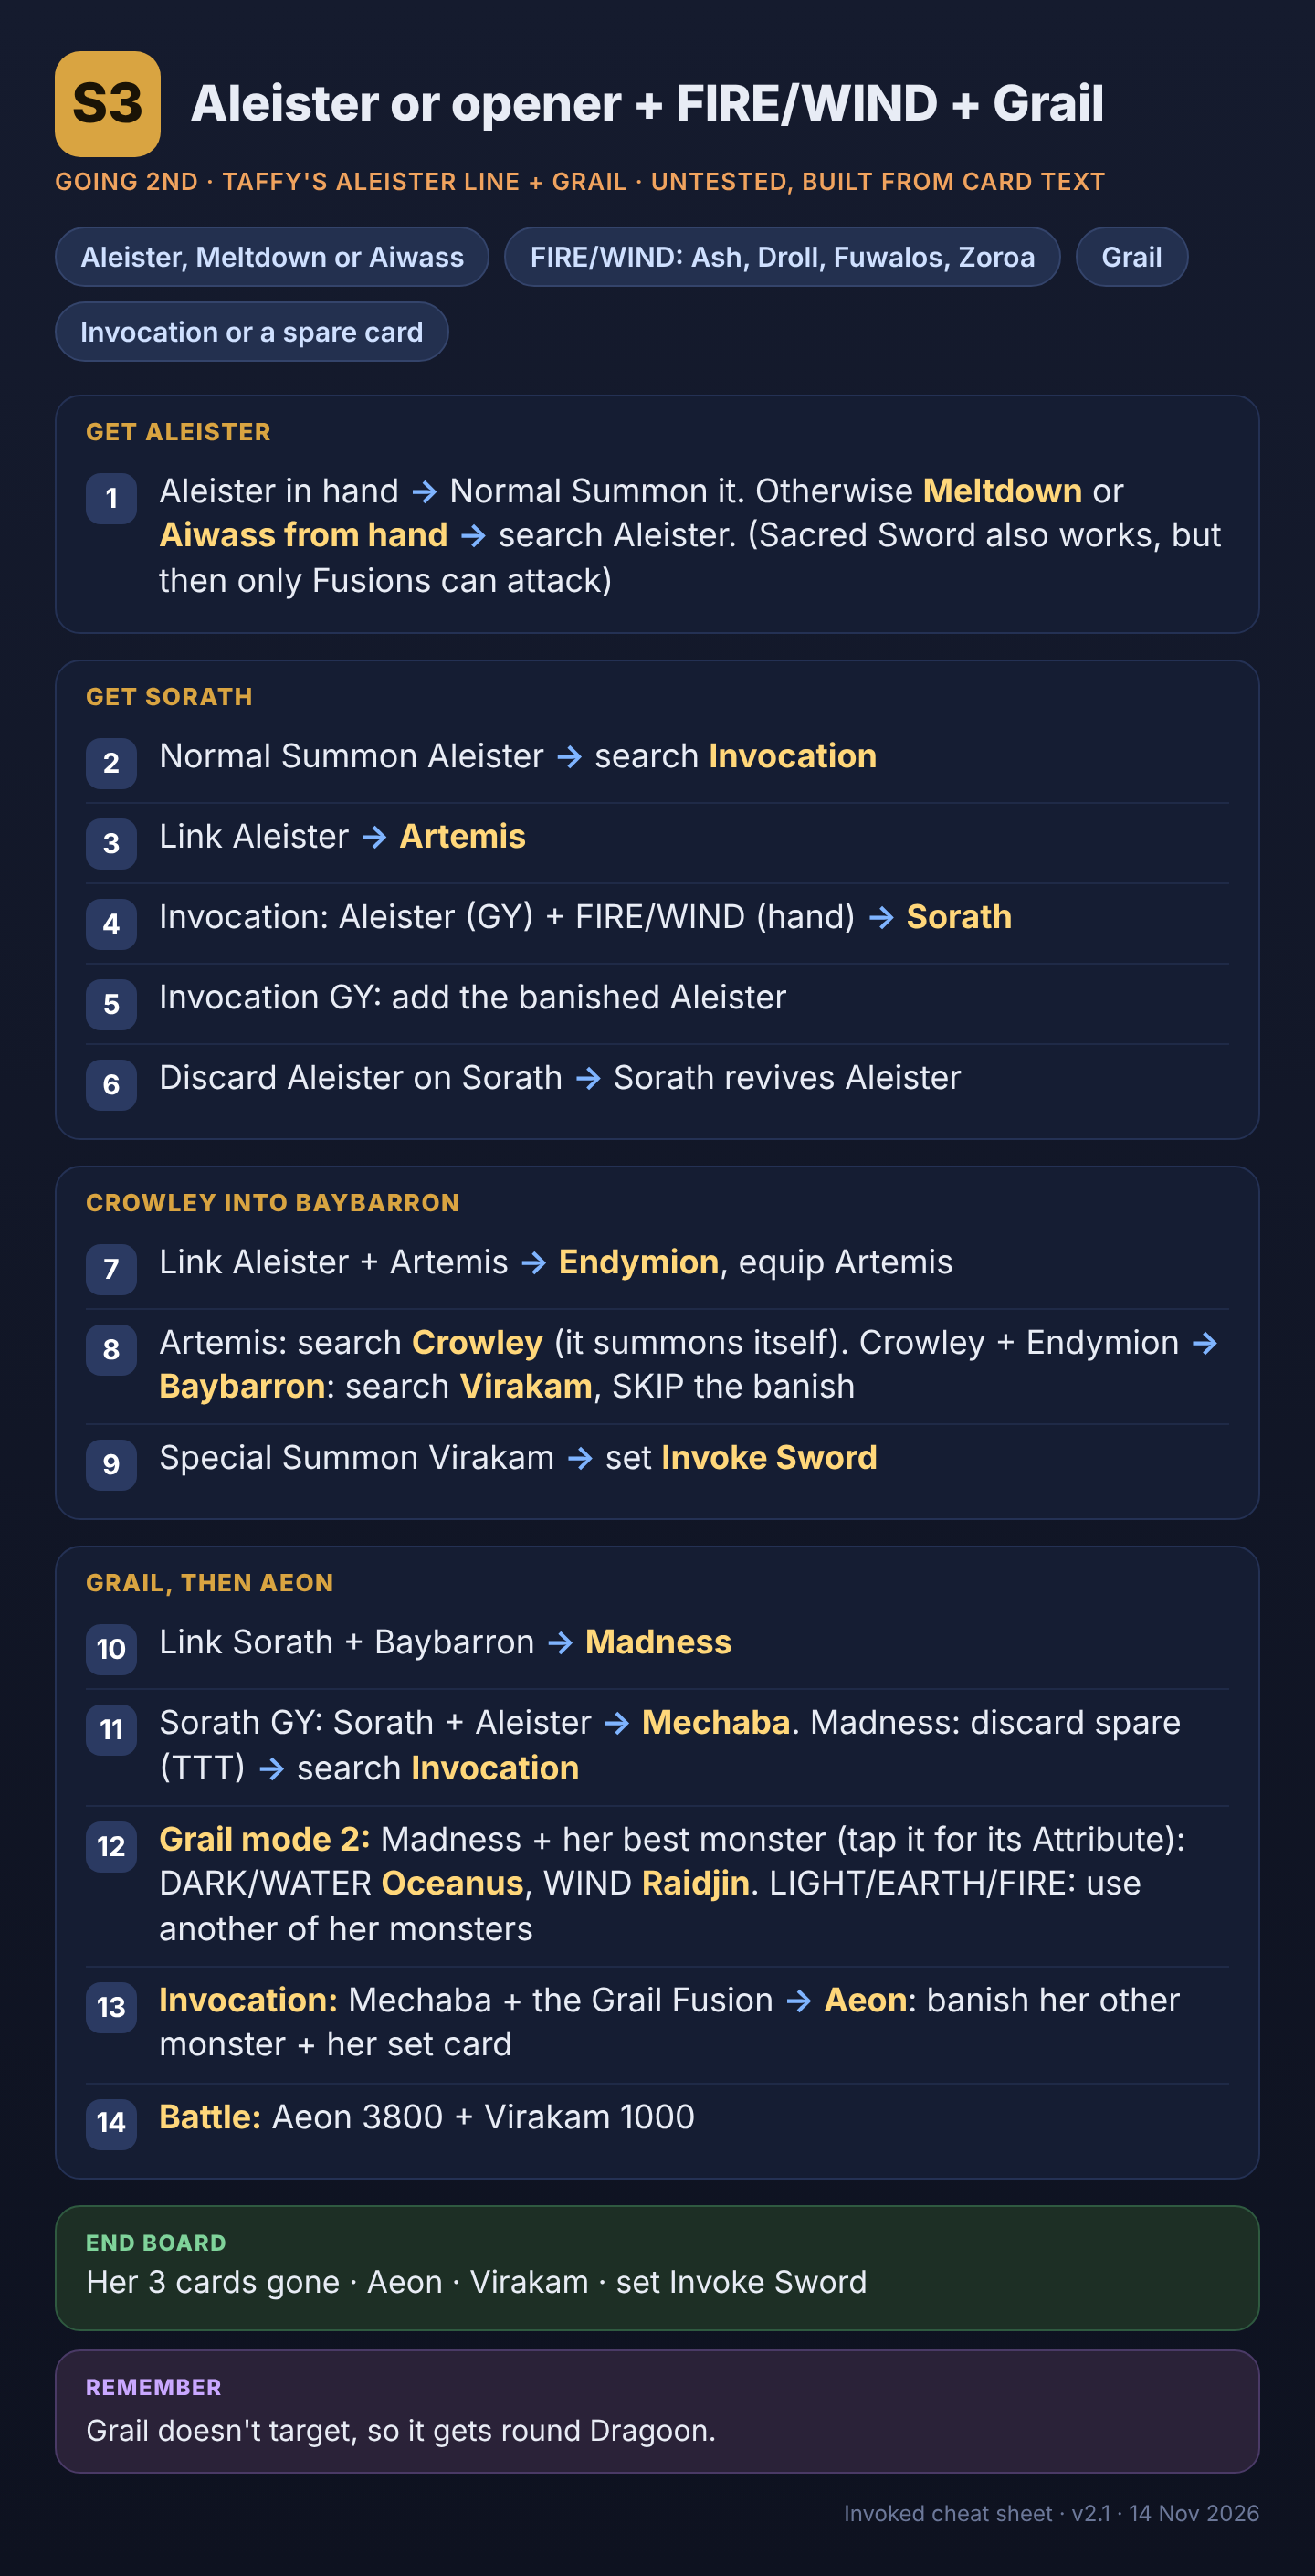 S3
Aleister or opener + FIRE/WIND + Grail
GOING 2ND · TAFFY'S ALEISTER LINE + GRAIL · UNTESTED, BUILT FROM CARD TEXT
Aleister, Meltdown or Aiwass
FIRE/WIND: Ash, Droll, Fuwalos, Zoroa
Grail
Invocation or a spare card
GET ALEISTER
1 Aleister in hand → Normal Summon it. Otherwise Meltdown or
Aiwass from hand → search Aleister. (Sacred Sword also works, but
then only Fusions can attack)
GET SORATH
2 Normal Summon Aleister → search Invocation
3 Link Aleister → Artemis
4 Invocation: Aleister (GY) + FIRE/WIND (hand) → Sorath
5 Invocation GY: add the banished Aleister
6 Discard Aleister on Sorath → Sorath revives Aleister
CROWLEY INTO BAYBARRON
7 Link Aleister + Artemis → Endymion, equip Artemis
8 Artemis: search Crowley (it summons itself). Crowley + Endymion →
Baybarron: search Virakam, SKIP the banish
9 Special Summon Virakam → set Invoke Sword
GRAIL, THEN AEON
10 Link Sorath + Baybarron → Madness
11 Sorath GY: Sorath + Aleister → Mechaba. Madness: discard spare
(TTT) → search Invocation
12 Grail mode 2: Madness + her best monster (tap it for its Attribute):
DARK/WATER Oceanus, WIND Raidjin. LIGHT/EARTH/FIRE: use
another of her monsters
13 Invocation: Mechaba + the Grail Fusion → Aeon: banish her other
monster + her set card
14 Battle: Aeon 3800 + Virakam 1000
END BOARD
Her 3 cards gone · Aeon · Virakam · set Invoke Sword
REMEMBER
Grail doesn't target, so it gets round Dragoon.
Invoked cheat sheet · v2.1 · 14 Nov 2026